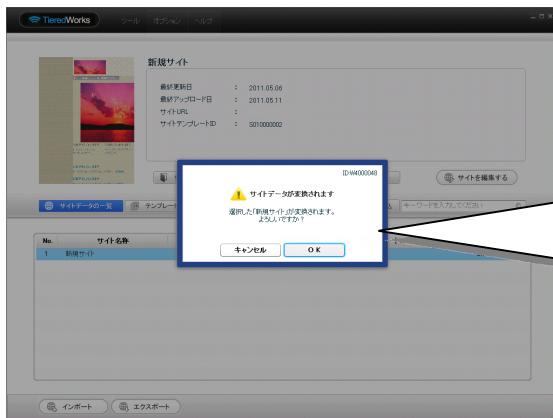 TieredWorks ツール オプション ヘルプ
新規サイト
最終更新日 : 2011.05.06
最終アップロード日 : 2011.05.11
サイトURL :
サイトテンプレートID : S010000002
サイトを編集する
サイトデータの一覧 テンプレート
キーワードを入力してください
ID:W4000048
サイトデータが変換されます
選択した「新規サイト」が変換されます。
よろしいですか？
キャンセル OK
No. サイト名称
1 新規サイト
インポート エクスポート